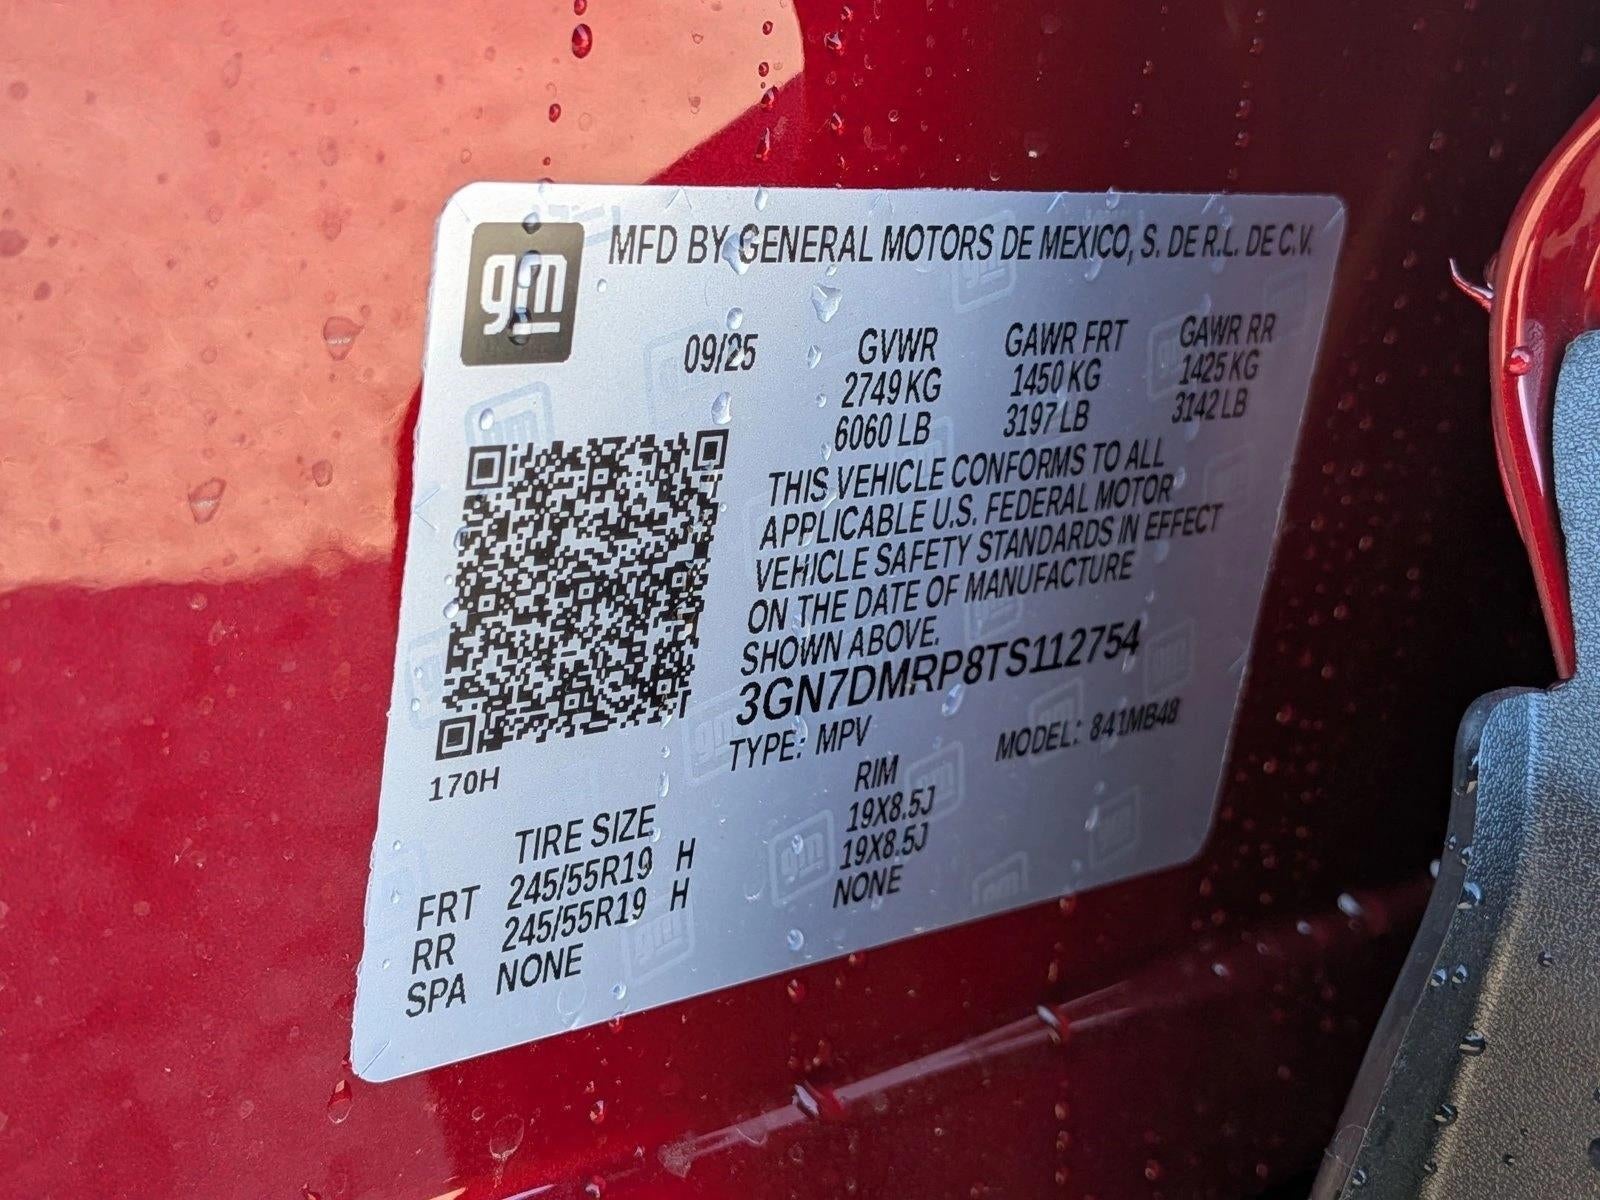 gm
MFD BY GENERAL MOTORS DE MEXICO, S. DE R.L. DE C.V.
09/25 GVWR GAWR FRT GAWR RR
2749 KG 1450 KG 1425 KG
6060 LB 3197 LB 3142 LB
THIS VEHICLE CONFORMS TO ALL
APPLICABLE U.S. FEDERAL MOTOR
VEHICLE SAFETY STANDARDS IN EFFECT
ON THE DATE OF MANUFACTURE
SHOWN ABOVE.
3GN7DMRP8TS112754
TYPE: MPV MODEL: 841MB48
170H
TIRE SIZE RIM
FRT 245/55R19 H 19X8.5J
RR 245/55R19 H 19X8.5J
SPA NONE NONE